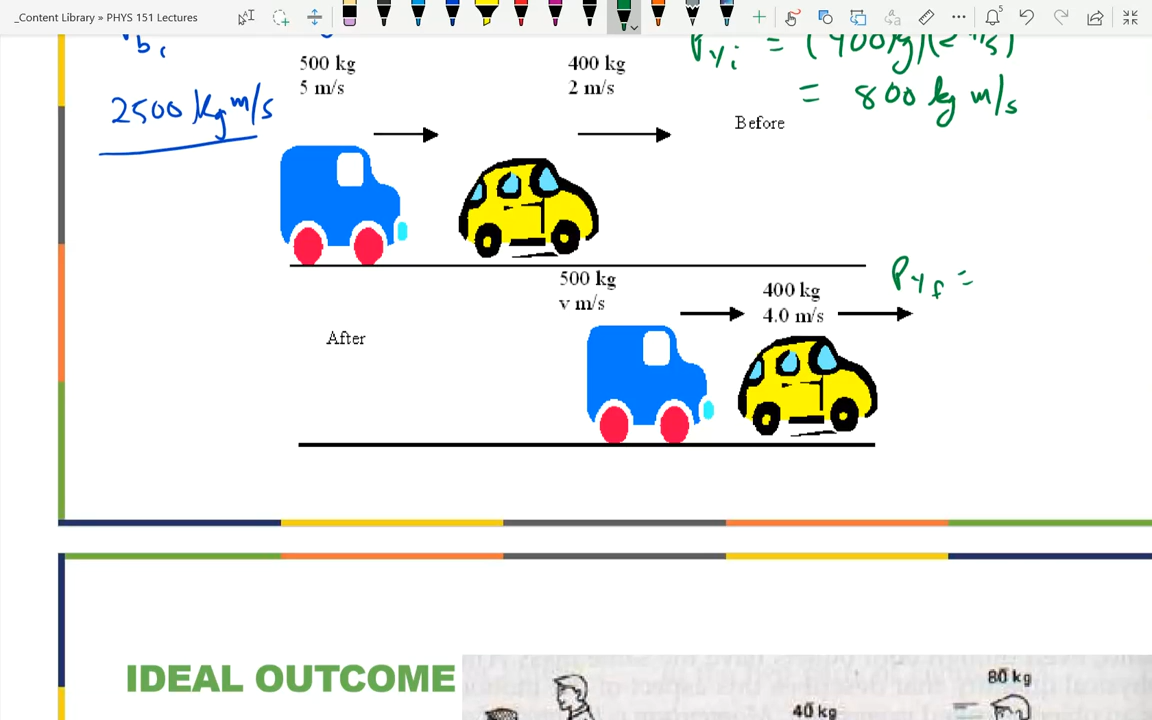 _Content Library » PHYS 151 Lectures
500 kg
5 m/s
400 kg
2 m/s
= 800 kg m/s
2500 kg m/s
Before
500 kg
v m/s
400 kg
4.0 m/s
Pyf =
After
IDEAL OUTCOME
80 kg
40 kg